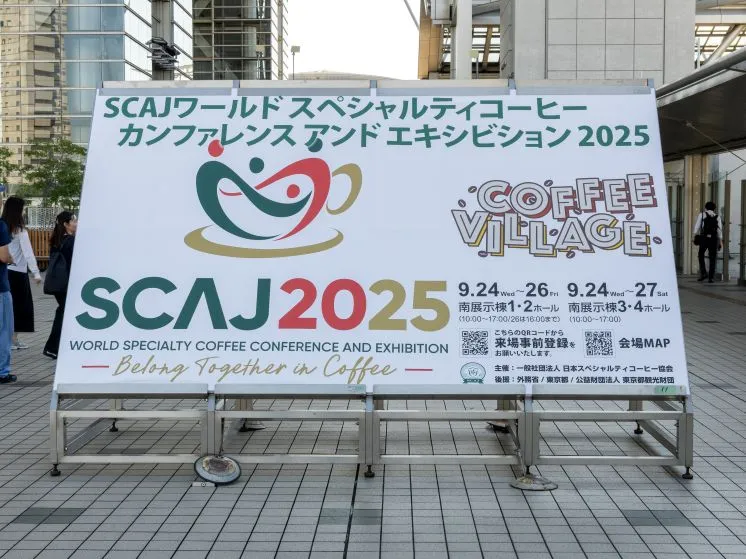 SCAJワールド スペシャルティコーヒー
カンファレンス アンド エキシビション 2025
COFFEE
VILLAGE
SCAJ2025
WORLD SPECIALTY COFFEE CONFERENCE AND EXHIBITION
Belong Together in Coffee
9.24 Wed～26 Fri
南展示棟1・2ホール
(10:00〜17:00/26は16:00まで)
9.24 Wed～27 Sat
南展示棟3・4ホール
(10:00〜17:00)
こちらのQRコードから
来場事前登録を
お願いいたします。
会場MAP
主催：一般社団法人 日本スペシャルティコーヒー協会
後援：外務省 / 東京都 / 公益財団法人 東京観光財団